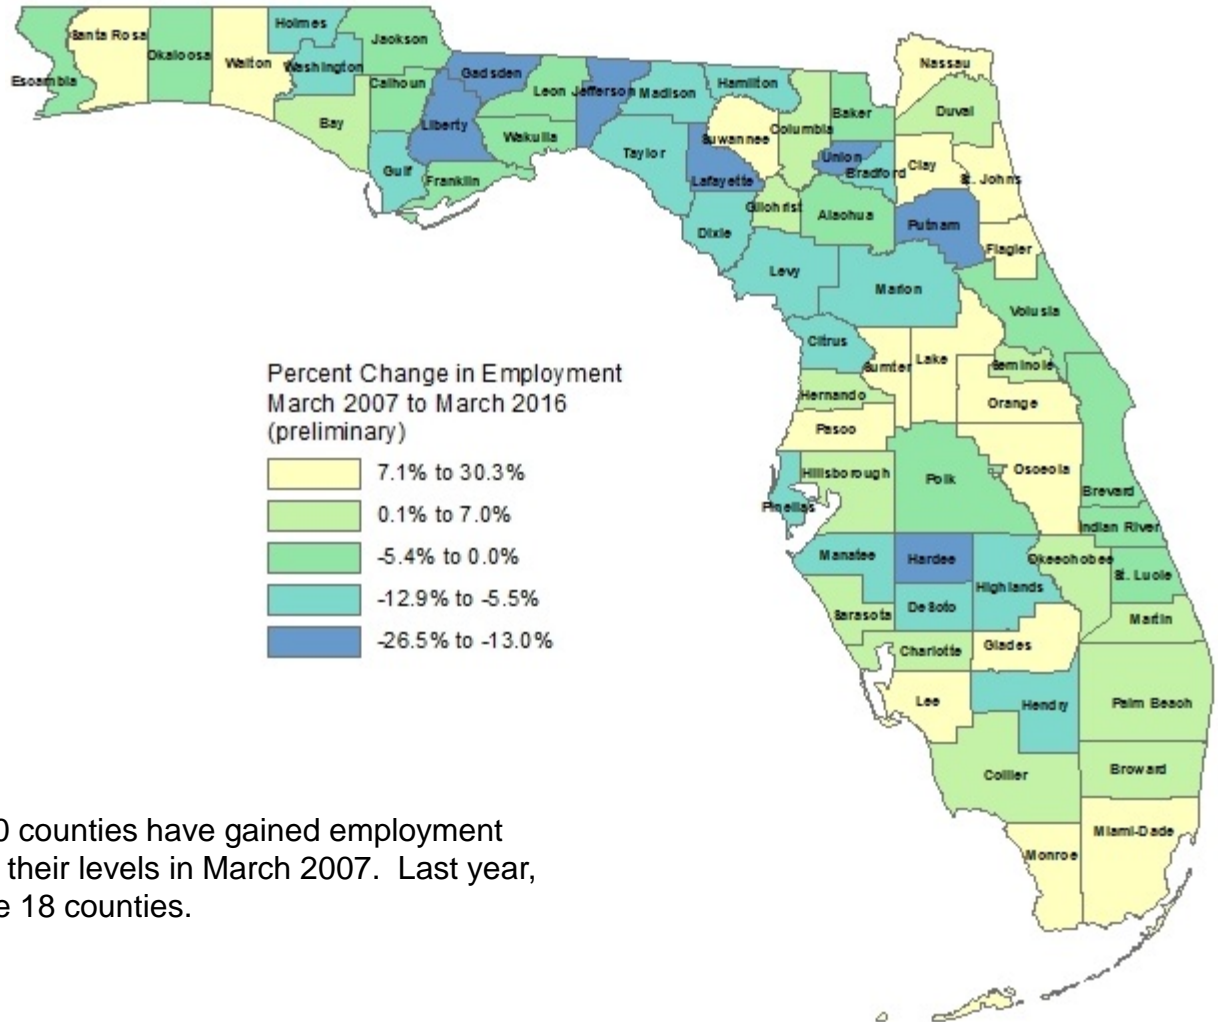 Holmes
Santa Rosa
Jackson
Okaloosa
Walton
Washington
Escambia
Calhoun
Bay
Gulf
Gadsden
Liberty
Leon
Jefferson
Madison
Hamilton
Wakulla
Franklin
Taylor
Suwannee
Lafayette
Columbia
Baker
Nassau
Duval
Union
Bradford
Clay
St. Johns
Gilchrist
Alachua
Putnam
Dixie
Flagler
Levy
Marion
Volusia
Citrus
Sumter
Lake
Seminole
Hernando
Orange
Pasco
Hillsborough
Polk
Osceola
Brevard
Pinellas
Indian River
Manatee
Hardee
Okeechobee
Highlands
St. Lucie
Sarasota
DeSoto
Martin
Charlotte
Glades
Lee
Hendry
Palm Beach
Collier
Broward
Miami-Dade
Monroe
Percent Change in Employment
March 2007 to March 2016
(preliminary)
7.1% to 30.3%
0.1% to 7.0%
-5.4% to 0.0%
-12.9% to -5.5%
-26.5% to -13.0%
0 counties have gained employment
their levels in March 2007. Last year,
e 18 counties.